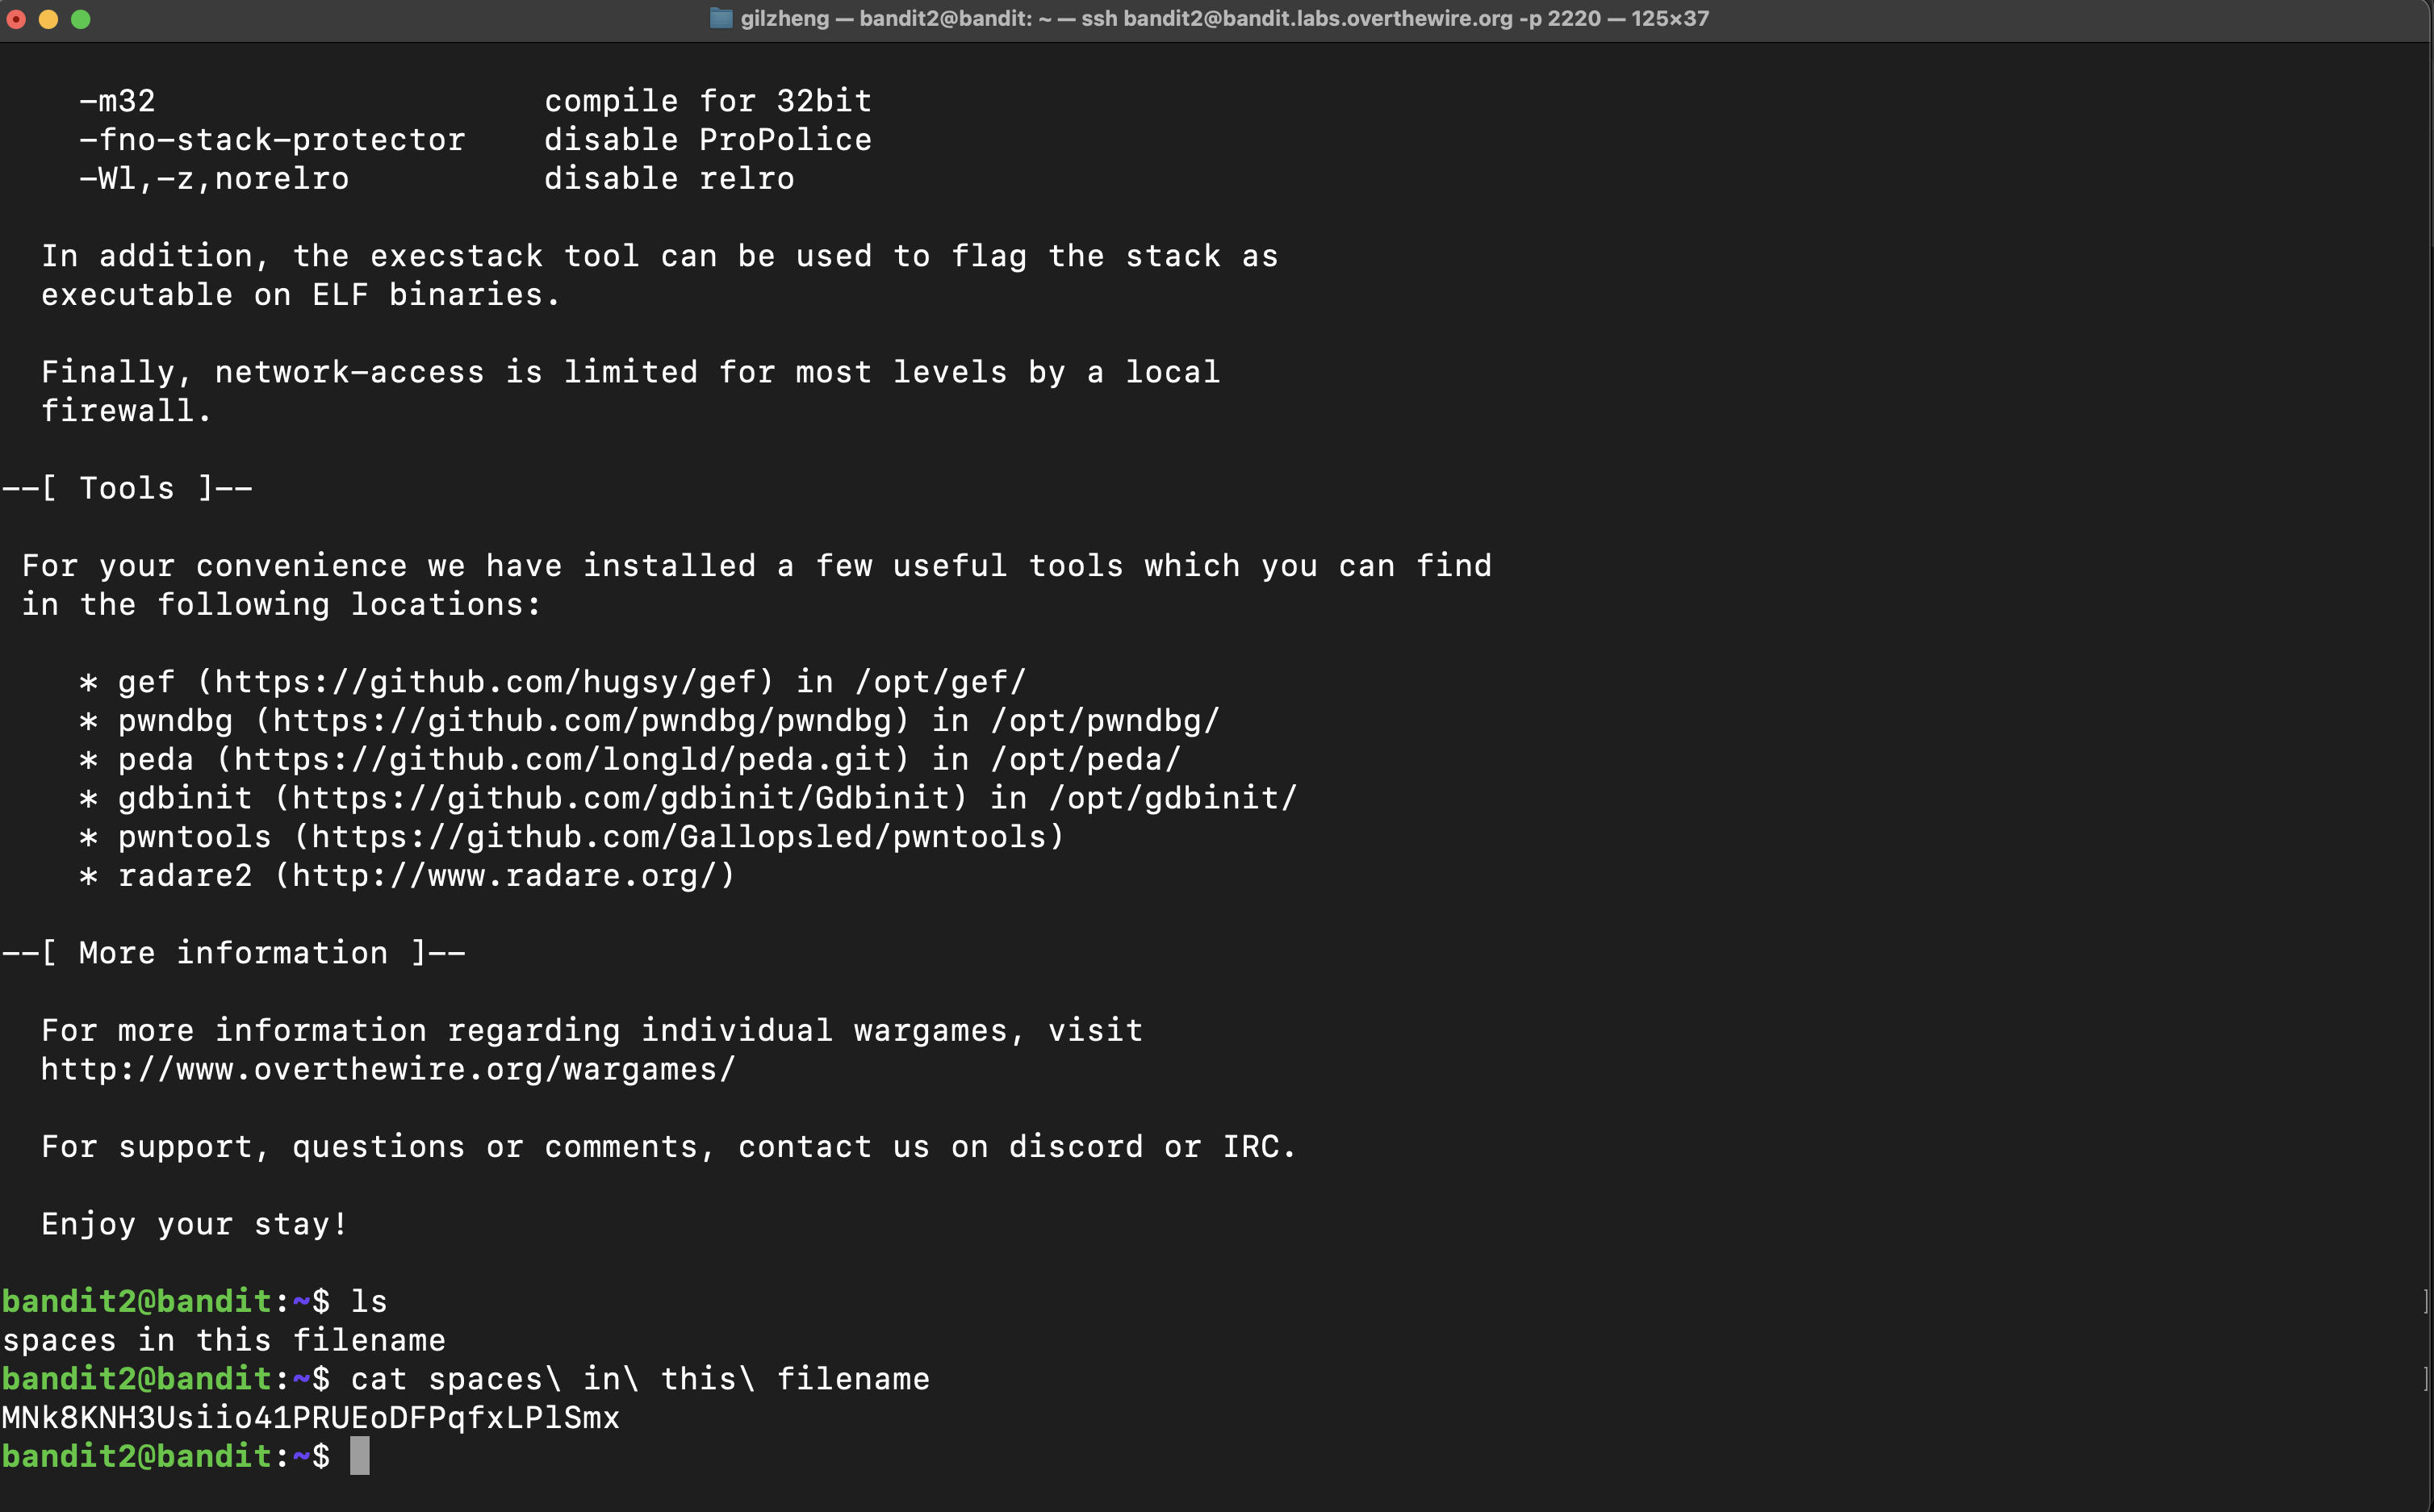 gilzheng — bandit2@bandit: ~ — ssh bandit2@bandit.labs.overthewire.org -p 2220 — 125×37
-m32 compile for 32bit
-fno-stack-protector disable ProPolice
-Wl,-z,norelro disable relro
In addition, the execstack tool can be used to flag the stack as
executable on ELF binaries.
Finally, network-access is limited for most levels by a local
firewall.
--[ Tools ]--
For your convenience we have installed a few useful tools which you can find
in the following locations:
* gef (https://github.com/hugsy/gef) in /opt/gef/
* pwndbg (https://github.com/pwndbg/pwndbg) in /opt/pwndbg/
* peda (https://github.com/longld/peda.git) in /opt/peda/
* gdbinit (https://github.com/gdbinit/Gdbinit) in /opt/gdbinit/
* pwntools (https://github.com/Gallopsled/pwntools)
* radare2 (http://www.radare.org/)
--[ More information ]--
For more information regarding individual wargames, visit
http://www.overthewire.org/wargames/
For support, questions or comments, contact us on discord or IRC.
Enjoy your stay!
bandit2@bandit:~$ ls
spaces in this filename
bandit2@bandit:~$ cat spaces\ in\ this\ filename
MNk8KNH3Usiio41PRUEoDFPqfxLPlSmx
bandit2@bandit:~$